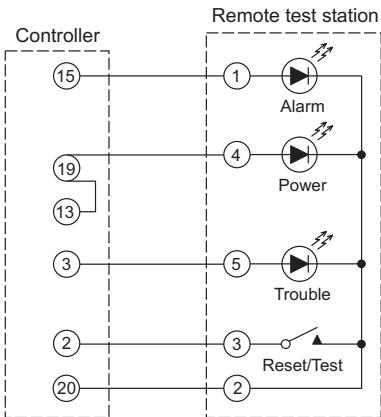 Remote test station
Controller
15 1
Alarm
19 4
Power
13
3 5
Trouble
2 3
Reset/Test
20 2